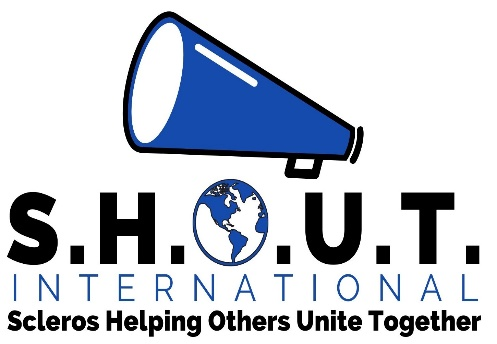 S.H.O.U.T.
INTERNATIONAL
Scleros Helping Others Unite Together